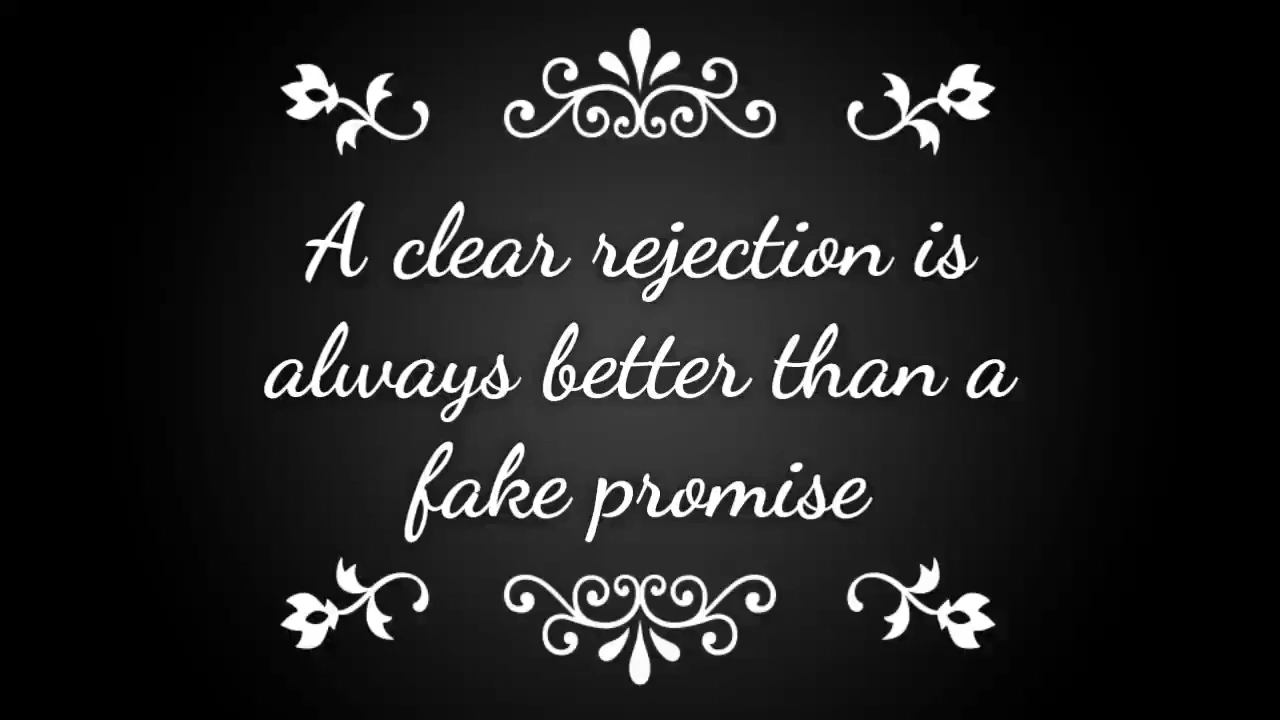 A clear rejection is
always better than a
fake promise